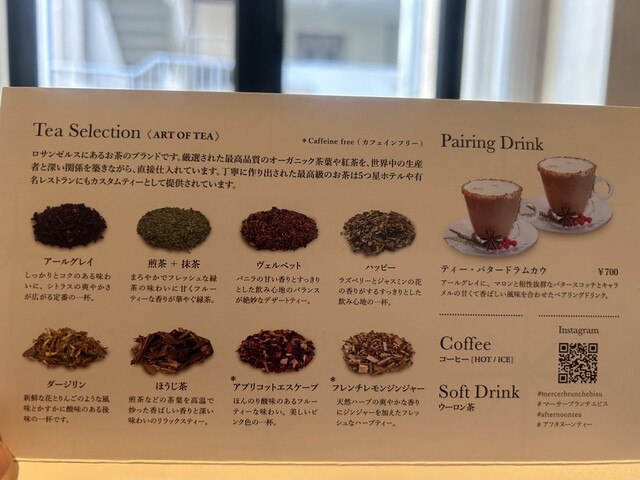 Tea Selection 〈ART OF TEA〉
*Caffeine free（カフェインフリー）
ロサンゼルスにあるお茶のブランドです。厳選された最高品質のオーガニック茶葉や紅茶を、世界中の生産
者と深い関係を築きながら、直接仕入れています。丁寧に作り出された最高級のお茶は5つ星ホテルや有
名レストランにもカスタムティーとして提供されています。
アールグレイ
しっかりとコクのある味わ
いに、シトラスの爽やかさ
が広がる定番の一杯。
煎茶 + 抹茶
まろやかでフレッシュな緑
茶の味わいに甘くフルー
ティーな香りが華やぐ緑茶。
ヴェルベット
バニラの甘い香りとすっきり
とした飲み心地のバランス
が絶妙なデザートティー。
ハッピー
ラズベリーとジャスミンの花
の香りがするすっきりとした
飲み心地の一杯。
ダージリン
新鮮な花とりんごのような風
味とかすかに酸味のある後
味の一杯です。
ほうじ茶
煎茶などの茶葉を高温で
炒った香ばしい香りと深い
味わいのリラックスティー。
*アプリコットエスケープ
ほんのり酸味のあるフルー
ティーな味わい。美しいピ
ンク色の一杯。
*フレンチレモンジンジャー
天然ハーブの爽やかな香り
にジンジャーを加えたフレッ
シュなハーブティー。
Pairing Drink
ティー・バタードラムカウ ¥700
アールグレイに、マロンと相性抜群なバタースコッチとキャラ
メルの甘くて香ばしい風味を合わせたペアリングドリンク。
Coffee
コーヒー [HOT / ICE]
Soft Drink
ウーロン茶
Instagram
#mercerbrunchebisu
#マーサーブランチエビス
#afternoontea
#アフタヌーンティー